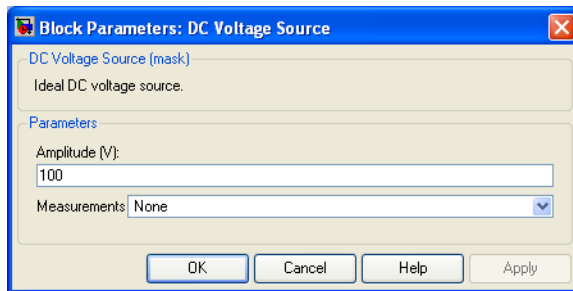 Block Parameters: DC Voltage Source
DC Voltage Source (mask)
Ideal DC voltage source.
Parameters
Amplitude (V):
100
Measurements None
OK Cancel Help Apply